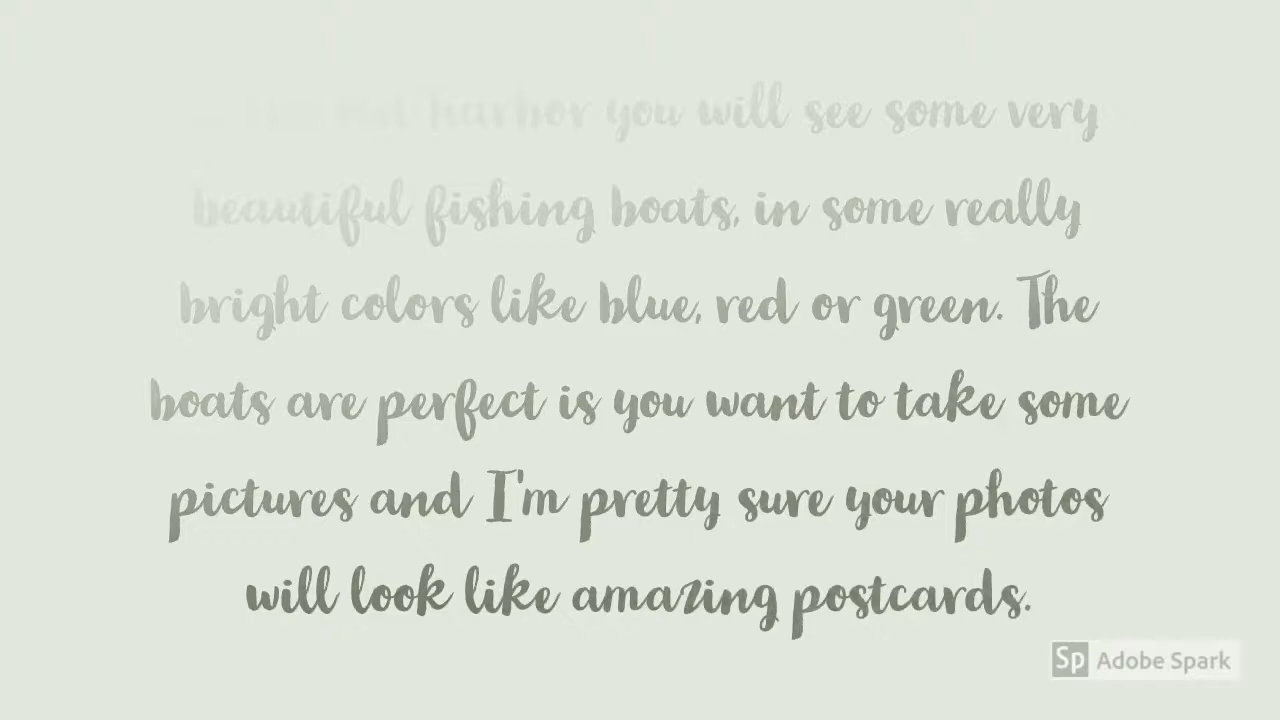 harbor you will see some very
beautiful fishing boats, in some really
bright colors like blue, red or green. The
boats are perfect is you want to take some
pictures and I'm pretty sure your photos
will look like amazing postcards.
Sp Adobe Spark